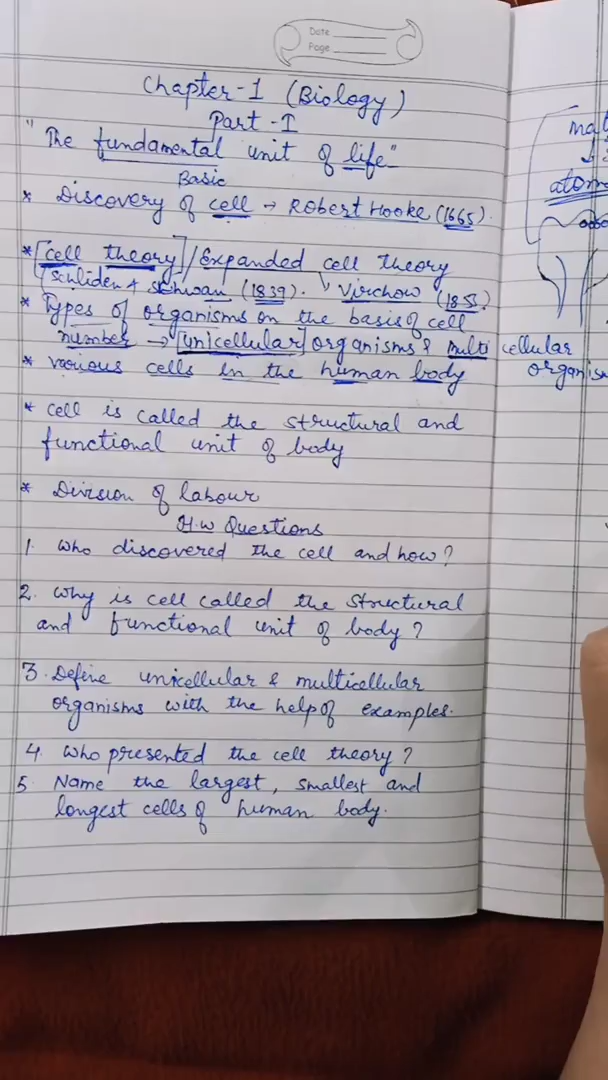 Date
Page
Chapter-1 (Biology)
Part-I
"The fundamental unit of life"
Basic
* Discovery of cell → Robert Hooke (1665).
* [cell theory]/Expanded cell theory
(Schliden & Schwan (1839). Virchow (1855)
* Types of organisms on the basis of cell
number → [unicellular] organisms & multicellular
organis
* various cells in the human body
* cell is called the structural and
functional unit of body
* Division of labour
H.w Questions
1. Who discovered the cell and how?
2. Why is cell called the structural
and functional unit of body?
3. Define unicellular & multicellular
organisms with the help of examples.
4. Who presented the cell theory?
5. Name the largest, smallest and
longest cells of human body.
atom